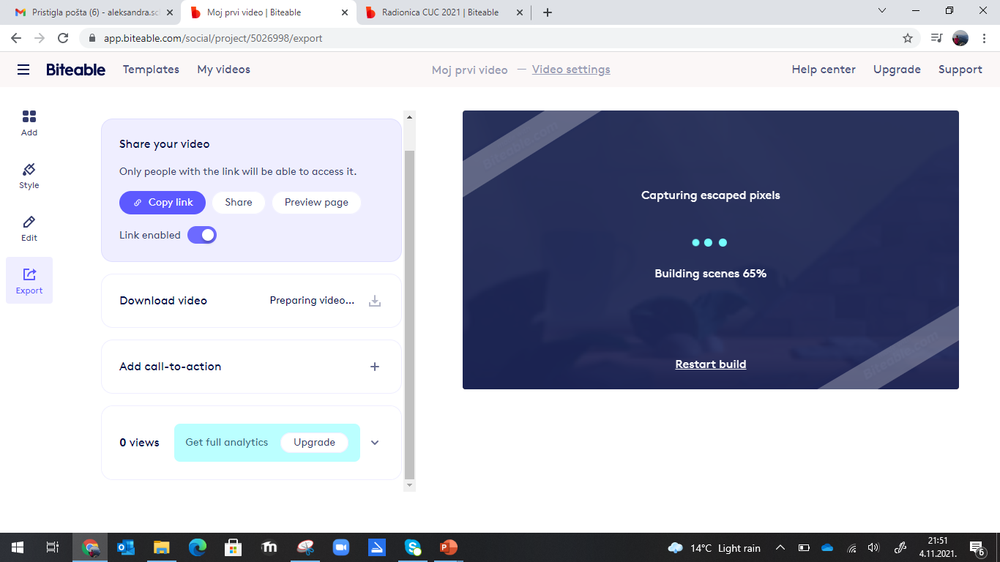 Pristigla pošta (6) - aleksandra.sc
Moj prvi video | Biteable
Radionica CUC 2021 | Biteable
app.biteable.com/social/project/5026998/export
Biteable
Templates
My videos
Moj prvi video — Video settings
Help center
Upgrade
Support
Add
Style
Edit
Export
Share your video
Only people with the link will be able to access it.
Copy link
Share
Preview page
Link enabled
Download video
Preparing video...
Add call-to-action
0 views
Get full analytics
Upgrade
Biteable.com
Capturing escaped pixels
Building scenes 65%
Restart build
Biteable.com
14°C Light rain
21:51
4.11.2021.
6